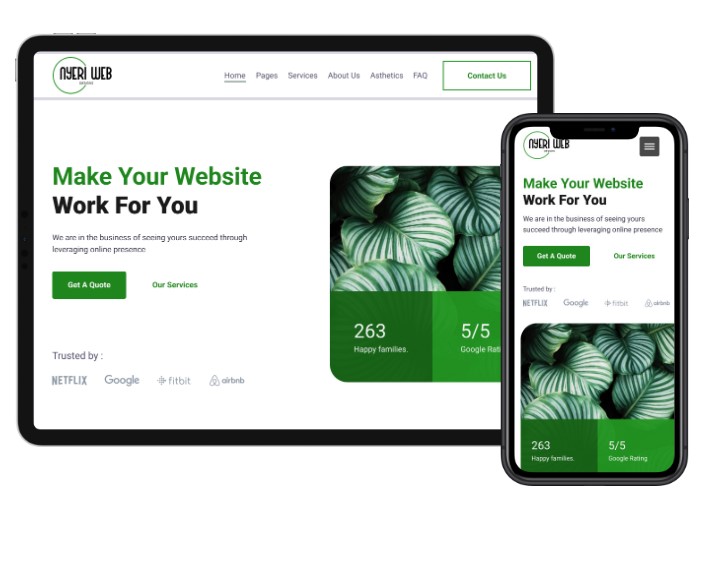 NYERI WEB
Home Pages Services About Us Asthetics FAQ Contact Us
Make Your Website
Work For You
We are in the business of seeing yours succeed through
leveraging online presence
Get A Quote Our Services
Trusted by :
NETFLIX Google fitbit airbnb
263 5/5
Happy families. Google Rati
NYERI WEB
Make Your Website
Work For You
We are in the business of seeing yours
succeed through leveraging online presence
Get A Quote Our Services
Trusted by :
NETFLIX Google fitbit airbnb
263 5/5
Happy families. Google Rating